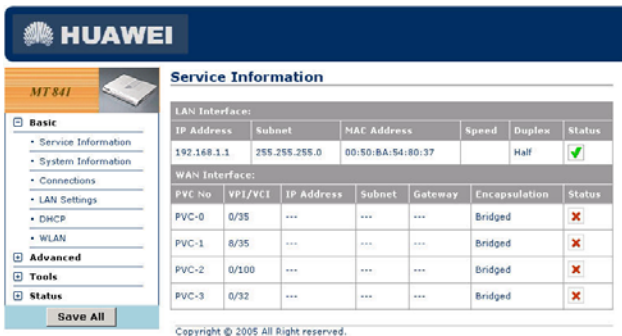 HUAWEI
MT 841
Basic
Service Information
System Information
Connections
LAN Settings
DHCP
WLAN
Advanced
Tools
Status
Save All
Service Information
LAN Interface:
IP Address Subnet MAC Address Speed Duplex Status
192.168.1.1 255.255.255.0 00:50:BA:54:80:37 Half
WAN Interface:
PVC No VPI/VCI IP Address Subnet Gateway Encapsulation Status
PVC-0 0/35 --- --- --- Bridged
PVC-1 8/35 --- --- --- Bridged
PVC-2 0/100 --- --- --- Bridged
PVC-3 0/32 --- --- --- Bridged
Copyright © 2005 All Right reserved.